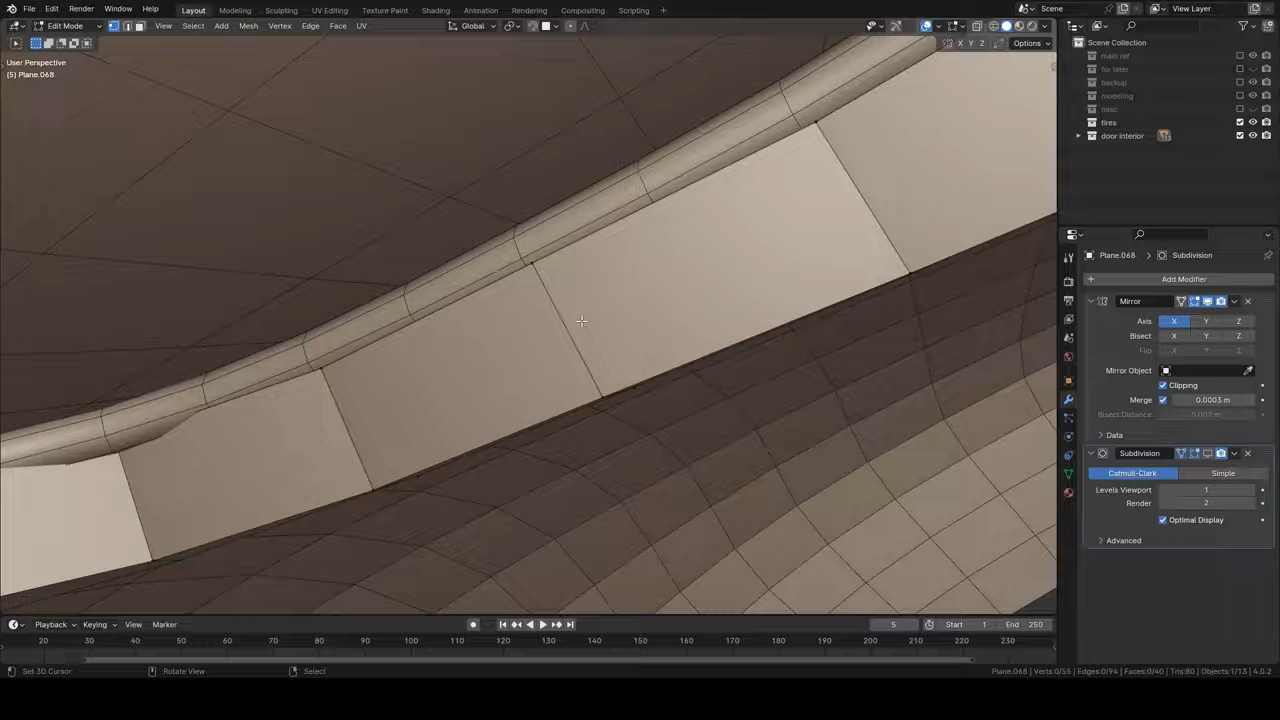 File Edit Render Window Help Layout Modeling Sculpting UV Editing Texture Paint Shading Animation Rendering Compositing Geometry Nodes Scripting Scene View Layer
Edit Mode View Select Add Mesh Vertex Edge Face UV Global
X Y Z Options
User Perspective
(5) Plane.068
Scene Collection
main ref
for later
backup
modeling
misc
tires
door interior
Plane.068 > Subdivision
Add Modifier
Mirror
Axis X Y Z
Bisect X Y Z
Flip X Y Z
Mirror Object
Clipping
Merge 0.0003 m
Bisect Distance 0.001 m
Data
Subdivision
Catmull-Clark Simple
Levels Viewport 1
Render 2
Optimal Display
Advanced
Playback Keying View Marker 5 Start 1 End 250
20 30 40 50 60 70 80 90 100 110 120 130 140 150 160 170 180 190 200 210 220 230
Set 3D Cursor Rotate View Select Plane.068 | Verts:0/55 | Edges:0/94 | Faces:0/40 | Tris:80 | Objects:1/13 | 4.0.2